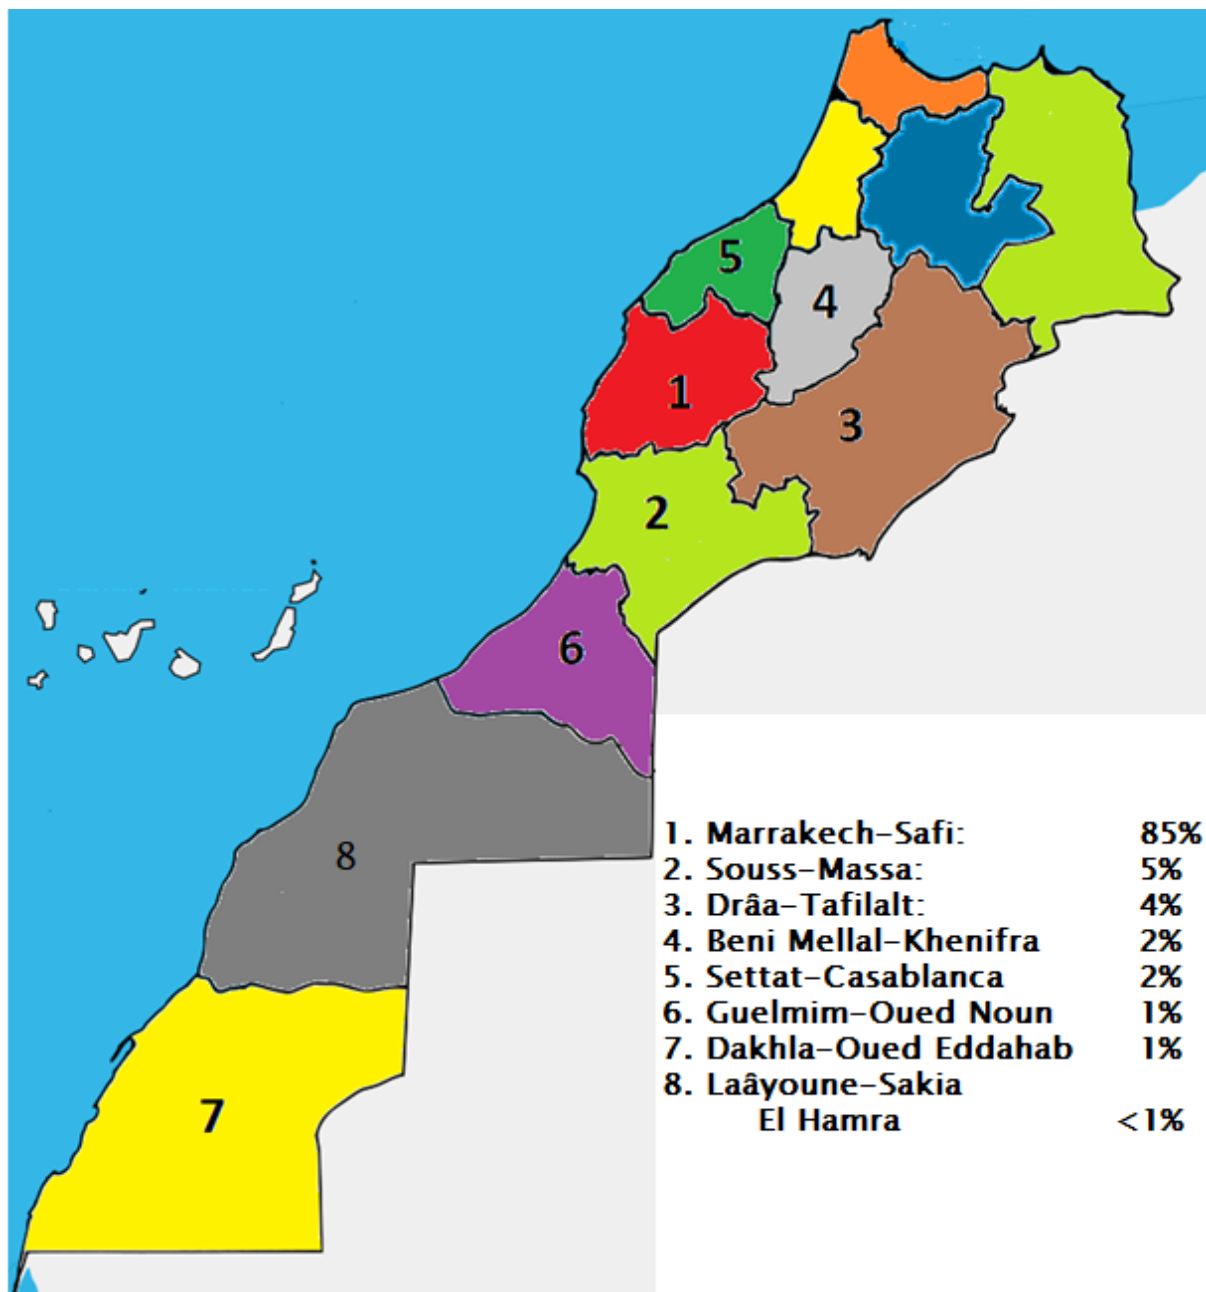 5
4
1
3
2
6
8
7
1. Marrakech-Safi: 85%
2. Souss-Massa: 5%
3. Drâa-Tafilalt: 4%
4. Beni Mellal-Khenifra 2%
5. Settat-Casablanca 2%
6. Guelmim-Oued Noun 1%
7. Dakhla-Oued Eddahab 1%
8. Laâyoune-Sakia
El Hamra <1%